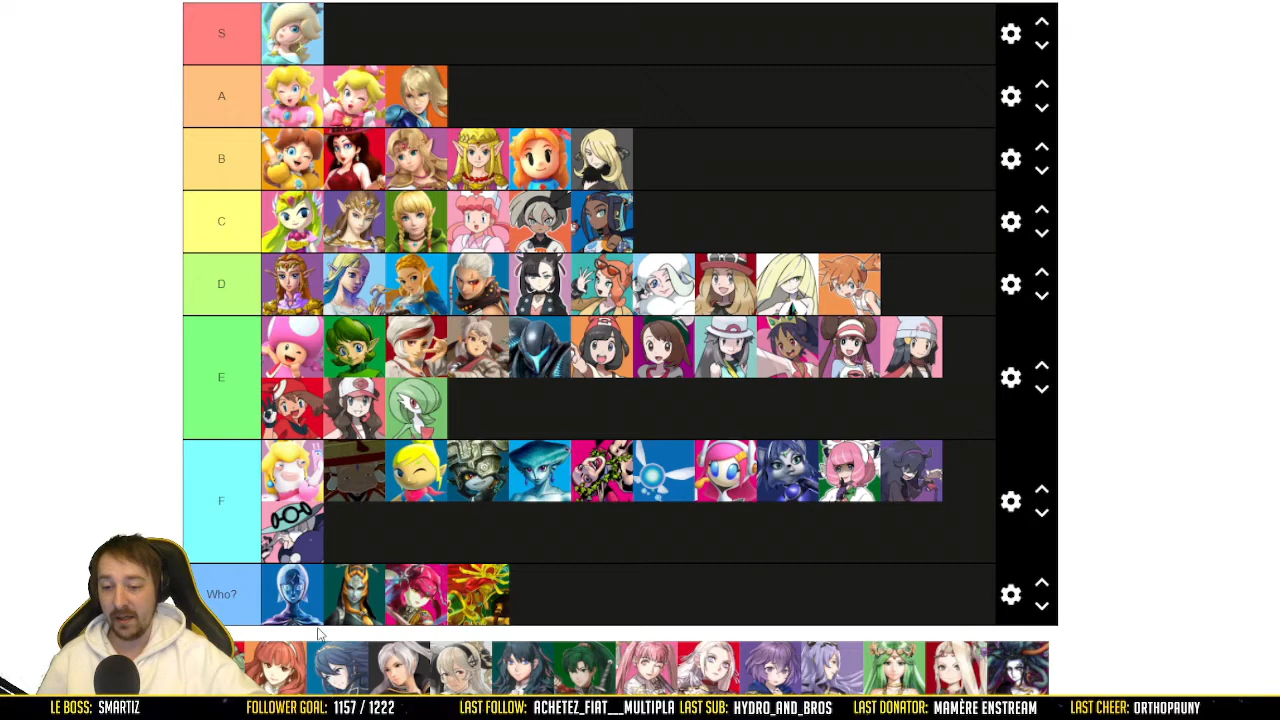 S
A
B
C
D
E
F
Who?
LE BOSS: SMARTIZ FOLLOWER GOAL: 1157 / 1222 LAST FOLLOW: ACHETEZ_FIAT__MULTIPLA LAST SUB: HYDRO_AND_BROS LAST DONATOR: MAMÈRE ENSTREAM LAST CHEER: ORTHOPAUNY